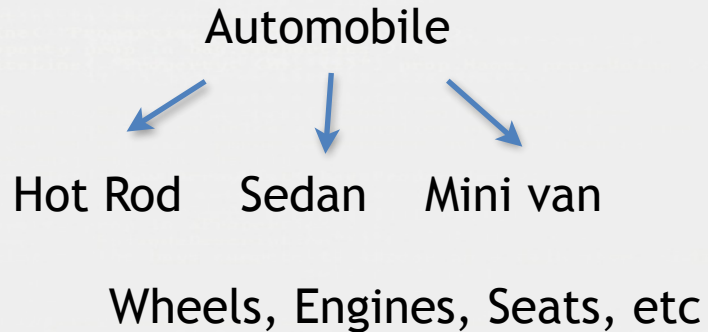 Automobile
Hot Rod Sedan Mini van
Wheels, Engines, Seats, etc